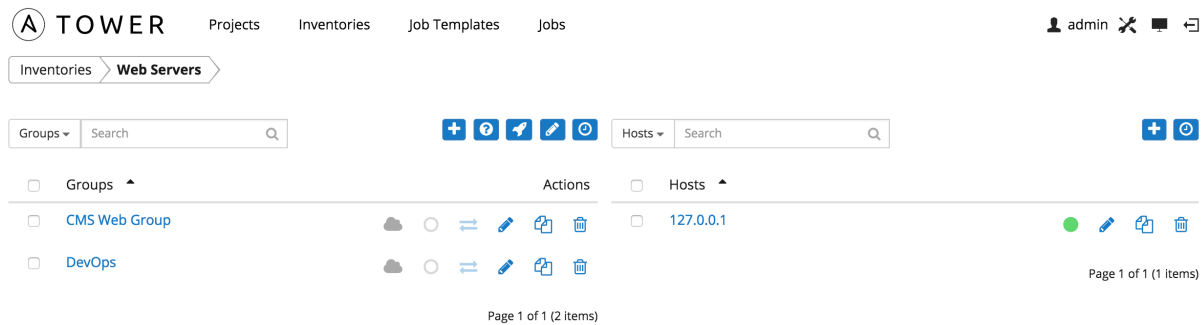 A TOWER Projects Inventories Job Templates Jobs admin
Inventories Web Servers
Groups Search Hosts Search
Groups Actions Hosts
CMS Web Group 127.0.0.1
DevOps
Page 1 of 1 (1 items)
Page 1 of 1 (2 items)